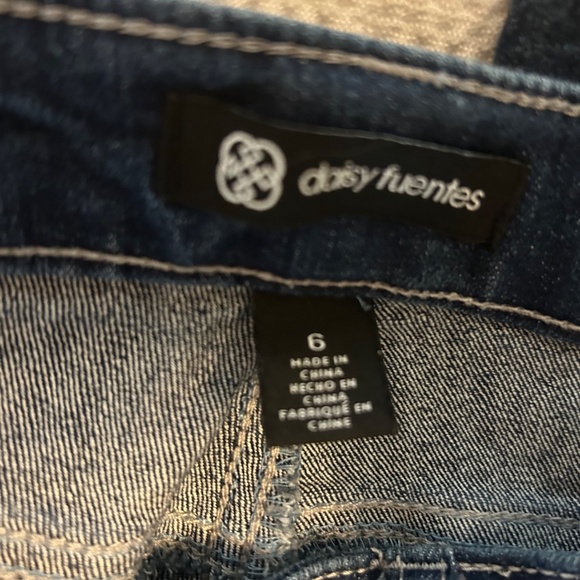 daisy fuentes
6
MADE IN
CHINA
HECHO EN
CHINA
FABRIQUÉ EN
CHINE